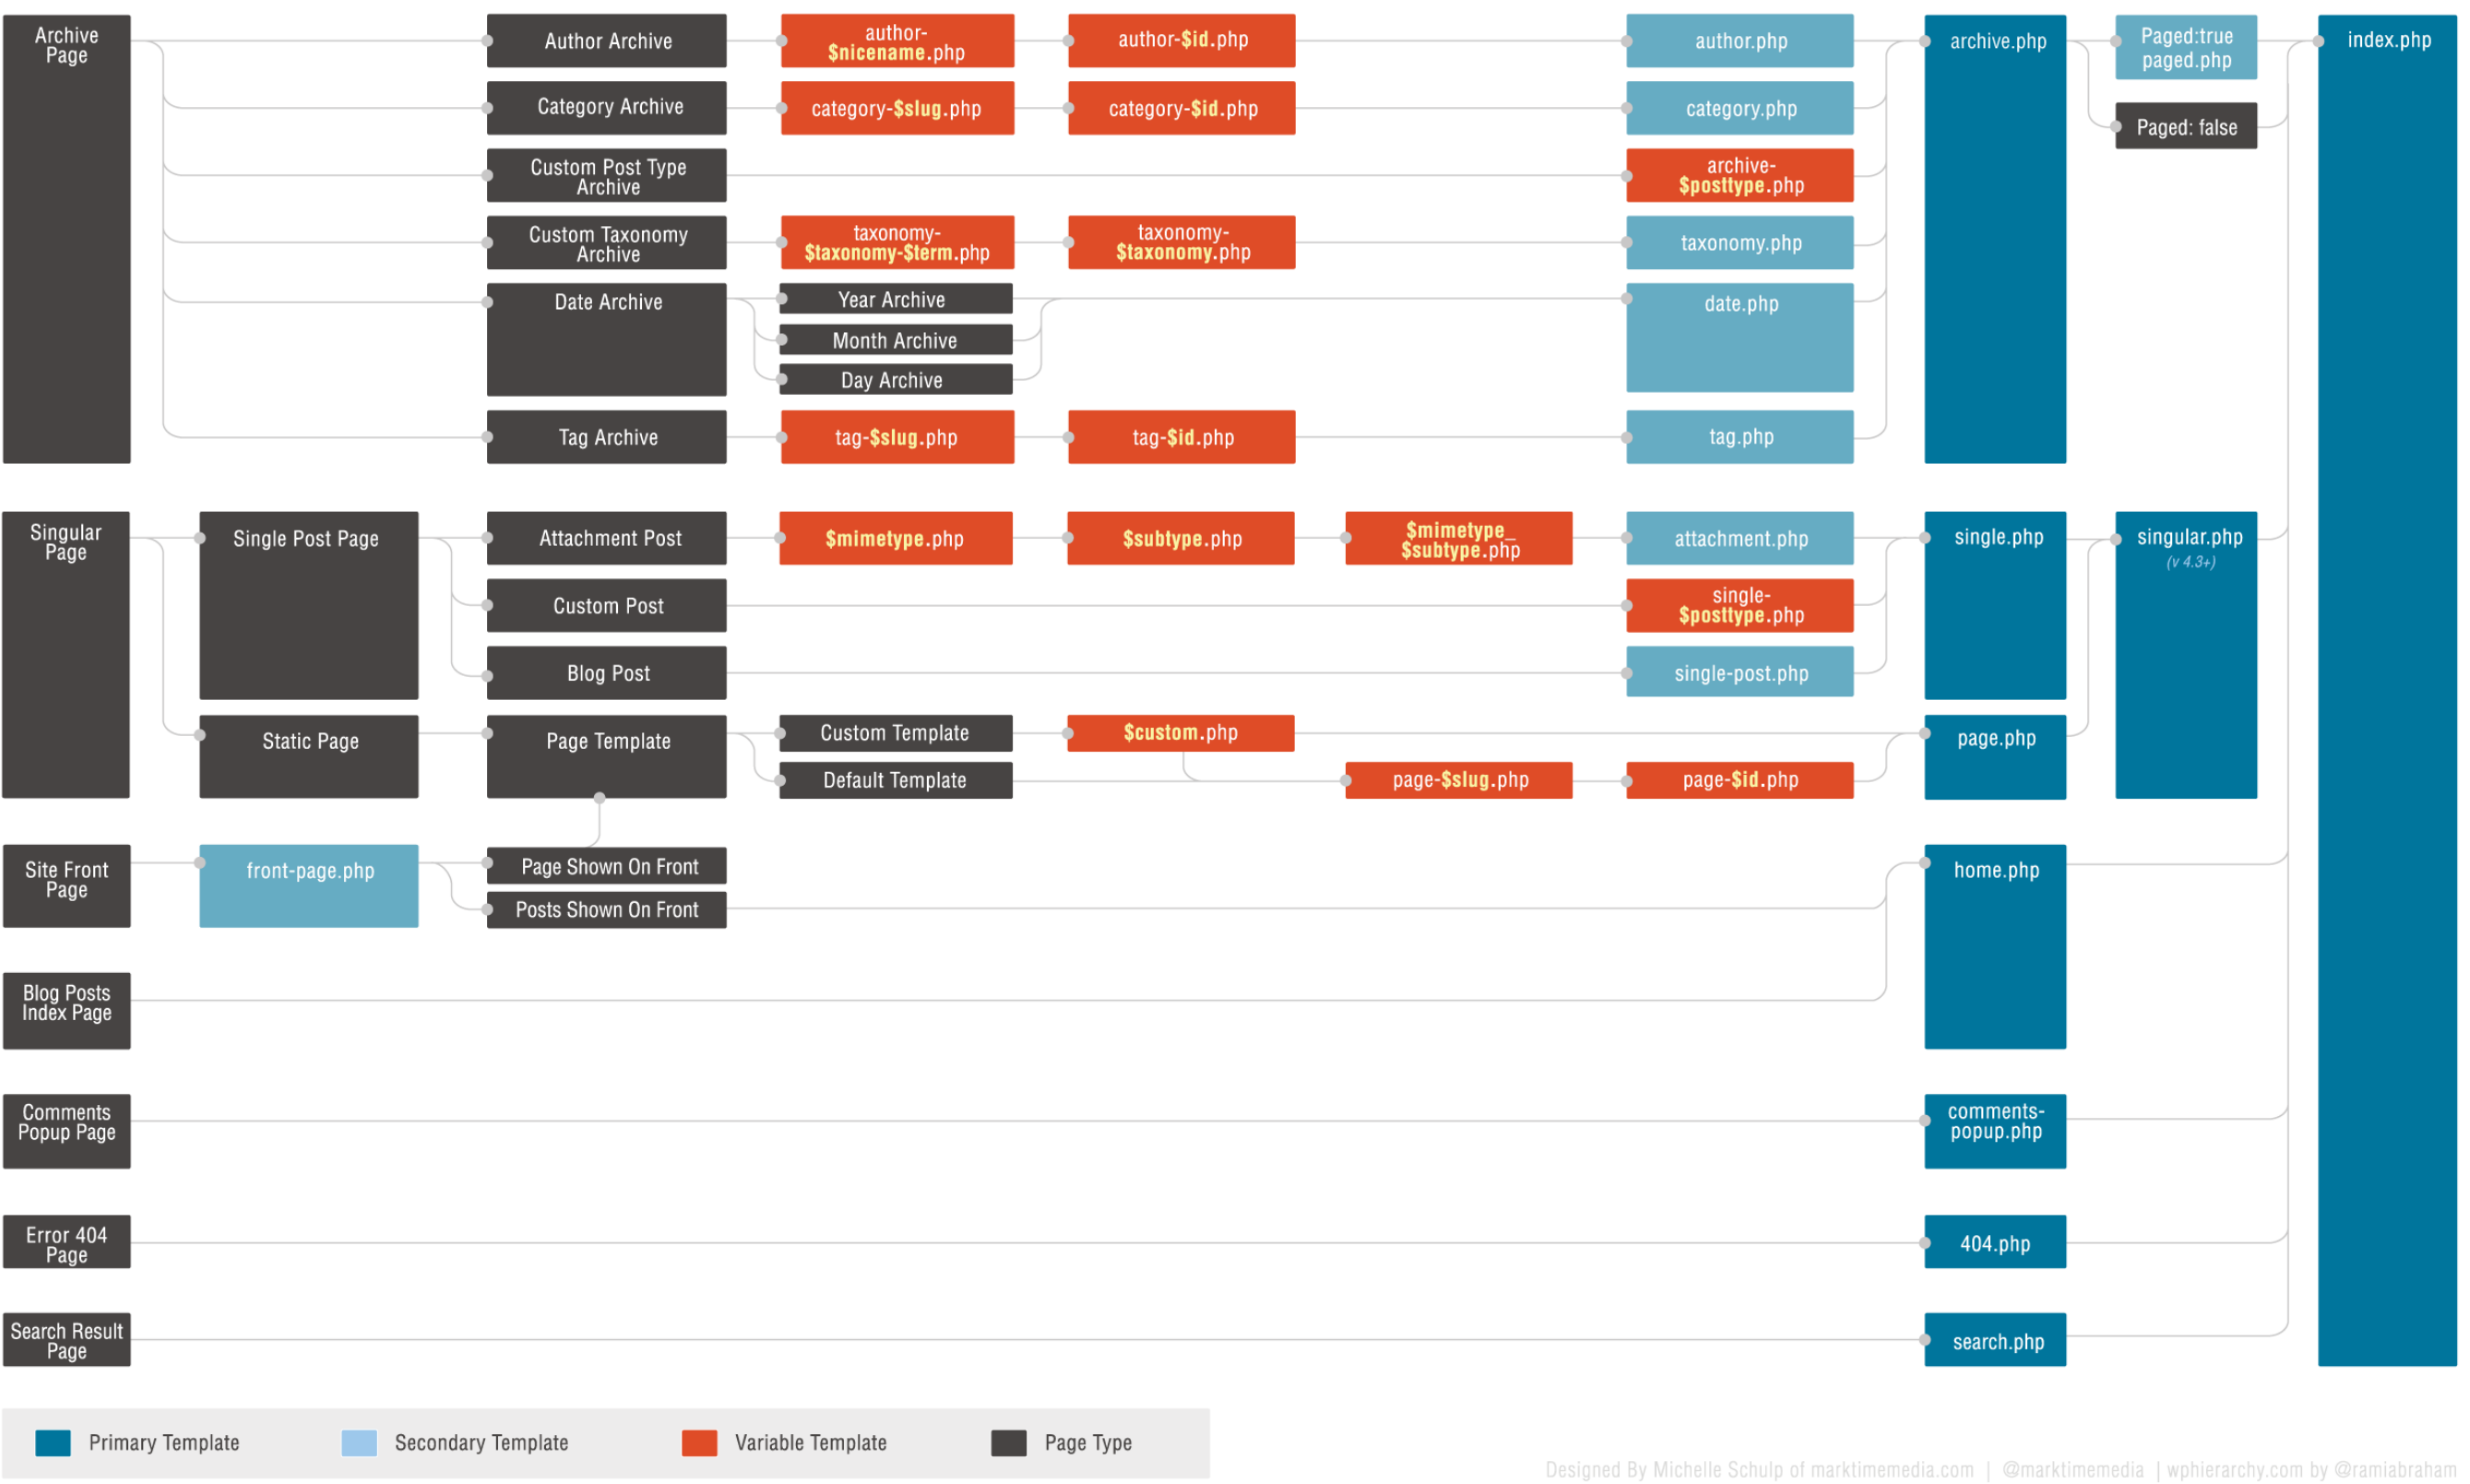 Archive
Page
Author Archive
author-
$nicename.php
author-$id.php
author.php
archive.php
Paged:true
paged.php
index.php
Category Archive
category-$slug.php
category-$id.php
category.php
Paged: false
Custom Post Type
Archive
archive-
$posttype.php
Custom Taxonomy
Archive
taxonomy-
$taxonomy-$term.php
taxonomy-
$taxonomy.php
taxonomy.php
Date Archive
Year Archive
date.php
Month Archive
Day Archive
Tag Archive
tag-$slug.php
tag-$id.php
tag.php
Singular
Page
Single Post Page
Attachment Post
$mimetype.php
$subtype.php
$mimetype_
$subtype.php
attachment.php
single.php
singular.php
(v 4.3+)
Custom Post
single-
$posttype.php
Blog Post
single-post.php
Static Page
Page Template
Custom Template
$custom.php
page.php
Default Template
page-$slug.php
page-$id.php
Site Front
Page
front-page.php
Page Shown On Front
home.php
Posts Shown On Front
Blog Posts
Index Page
Comments
Popup Page
comments-
popup.php
Error 404
Page
404.php
Search Result
Page
search.php
Primary Template
Secondary Template
Variable Template
Page Type
Designed By Michelle Schulp of marktimemedia.com | @marktimemedia | wphierarchy.com by @ramiabraham